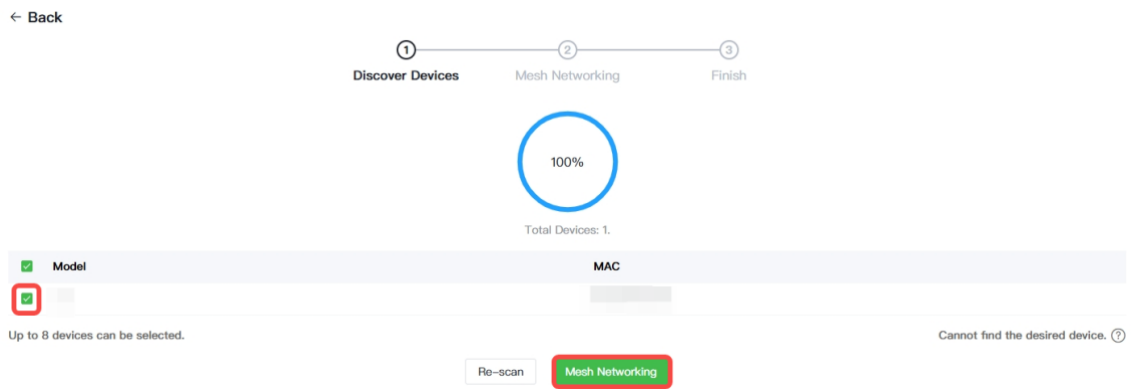 ← Back
1 2 3
Discover Devices Mesh Networking Finish
100%
Total Devices: 1.
Model MAC
Up to 8 devices can be selected. Cannot find the desired device. ?
Re-scan Mesh Networking